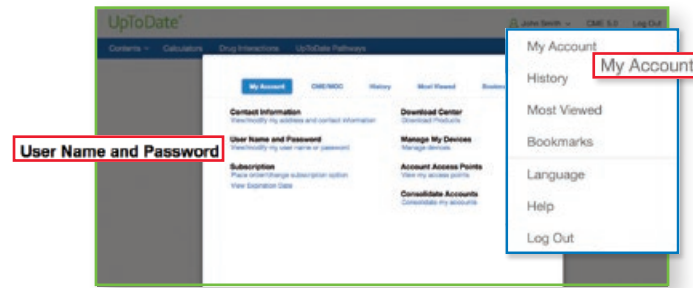 UpToDate®
John Smith CME 5.0 Log Out
Contents Calculators Drug Interactions UpToDate Pathways
My Account
My Account
History
Most Viewed
Bookmarks
Language
Help
Log Out
My Account CME/MOC History Most Viewed
Contact Information
View/modify my address and contact information
User Name and Password
View/modify my user name or password
User Name and Password
Subscription
Place order/change subscription option
View Expiration Date
Download Center
Download Products
Manage My Devices
Manage devices
Account Access Points
View my access points
Consolidate Accounts
Consolidate my accounts